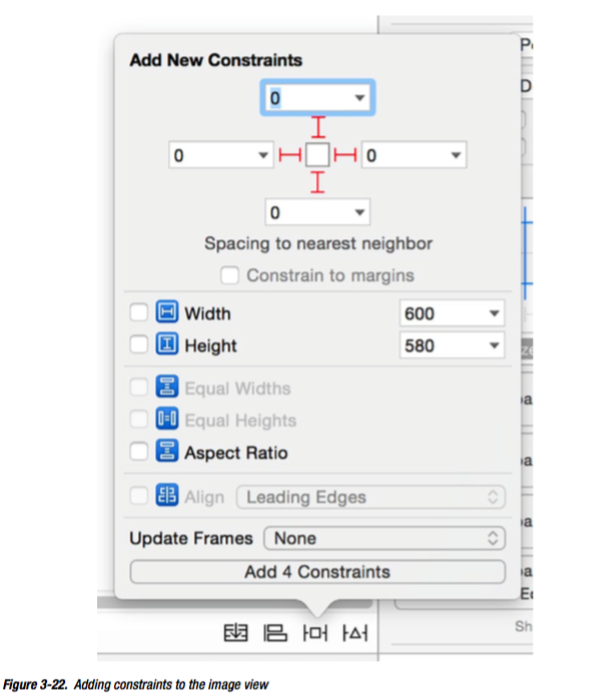 Add New Constraints
0
0 0
0
Spacing to nearest neighbor
Constrain to margins
Width 600
Height 580
Equal Widths
Equal Heights
Aspect Ratio
Align Leading Edges
Update Frames None
Add 4 Constraints
Sh
Figure 3-22. Adding constraints to the image view